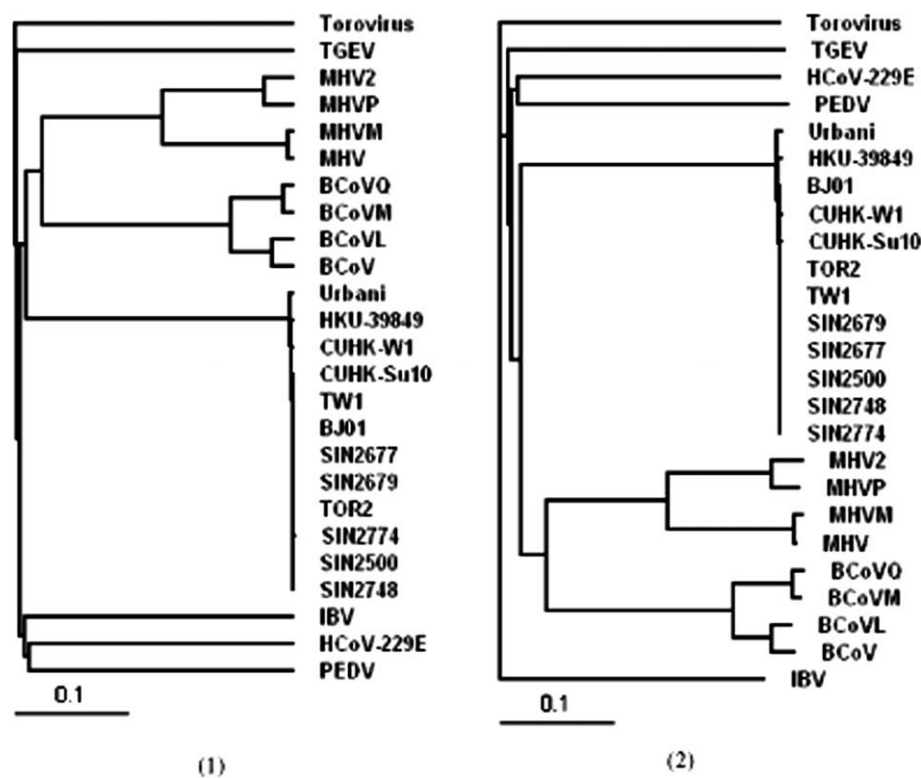 Torovirus
TGEV
MHV2
MHVP
MHVM
MHV
BCoVQ
BCoVM
BCoVL
BCoV
Urbani
HKU-39849
CUHK-W1
CUHK-Su10
TW1
BJ01
SIN2677
SIN2679
TOR2
SIN2774
SIN2500
SIN2748
IBV
HCoV-229E
PEDV
0.1
(1)
Torovirus
TGEV
HCoV-229E
PEDV
Urbani
HKU-39849
BJ01
CUHK-W1
CUHK-Su10
TOR2
TW1
SIN2679
SIN2677
SIN2500
SIN2748
SIN2774
MHV2
MHVP
MHVM
MHV
BCoVQ
BCoVM
BCoVL
BCoV
IBV
0.1
(2)